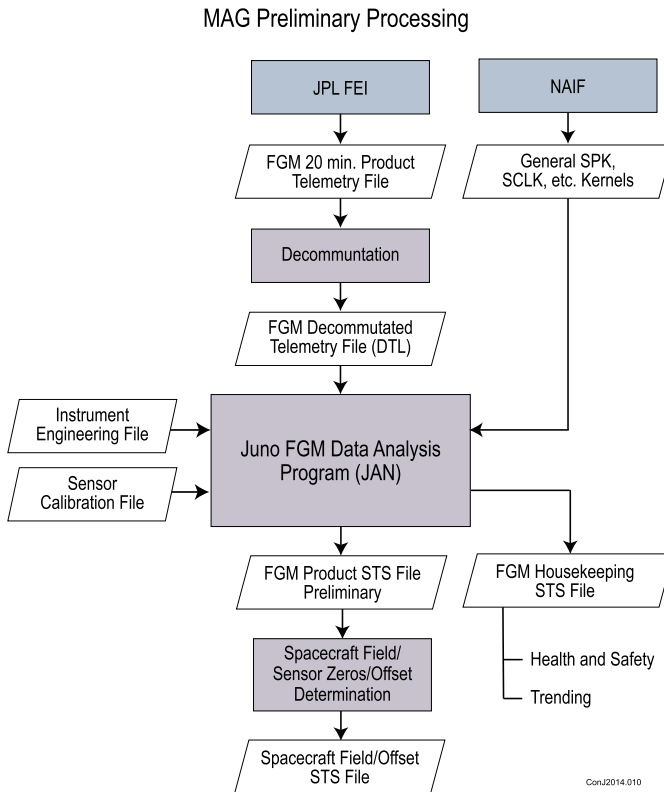 MAG Preliminary Processing
JPL FEI
NAIF
FGM 20 min. Product
Telemetry File
General SPK,
SCLK, etc. Kernels
Decommuntation
FGM Decommutated
Telemetry File (DTL)
Instrument
Engineering File
Juno FGM Data Analysis
Program (JAN)
Sensor
Calibration File
FGM Product STS File
Preliminary
FGM Housekeeping
STS File
Spacecraft Field/
Sensor Zeros/Offset
Determination
Health and Safety
Trending
Spacecraft Field/Offset
STS File
ConJ2014.010